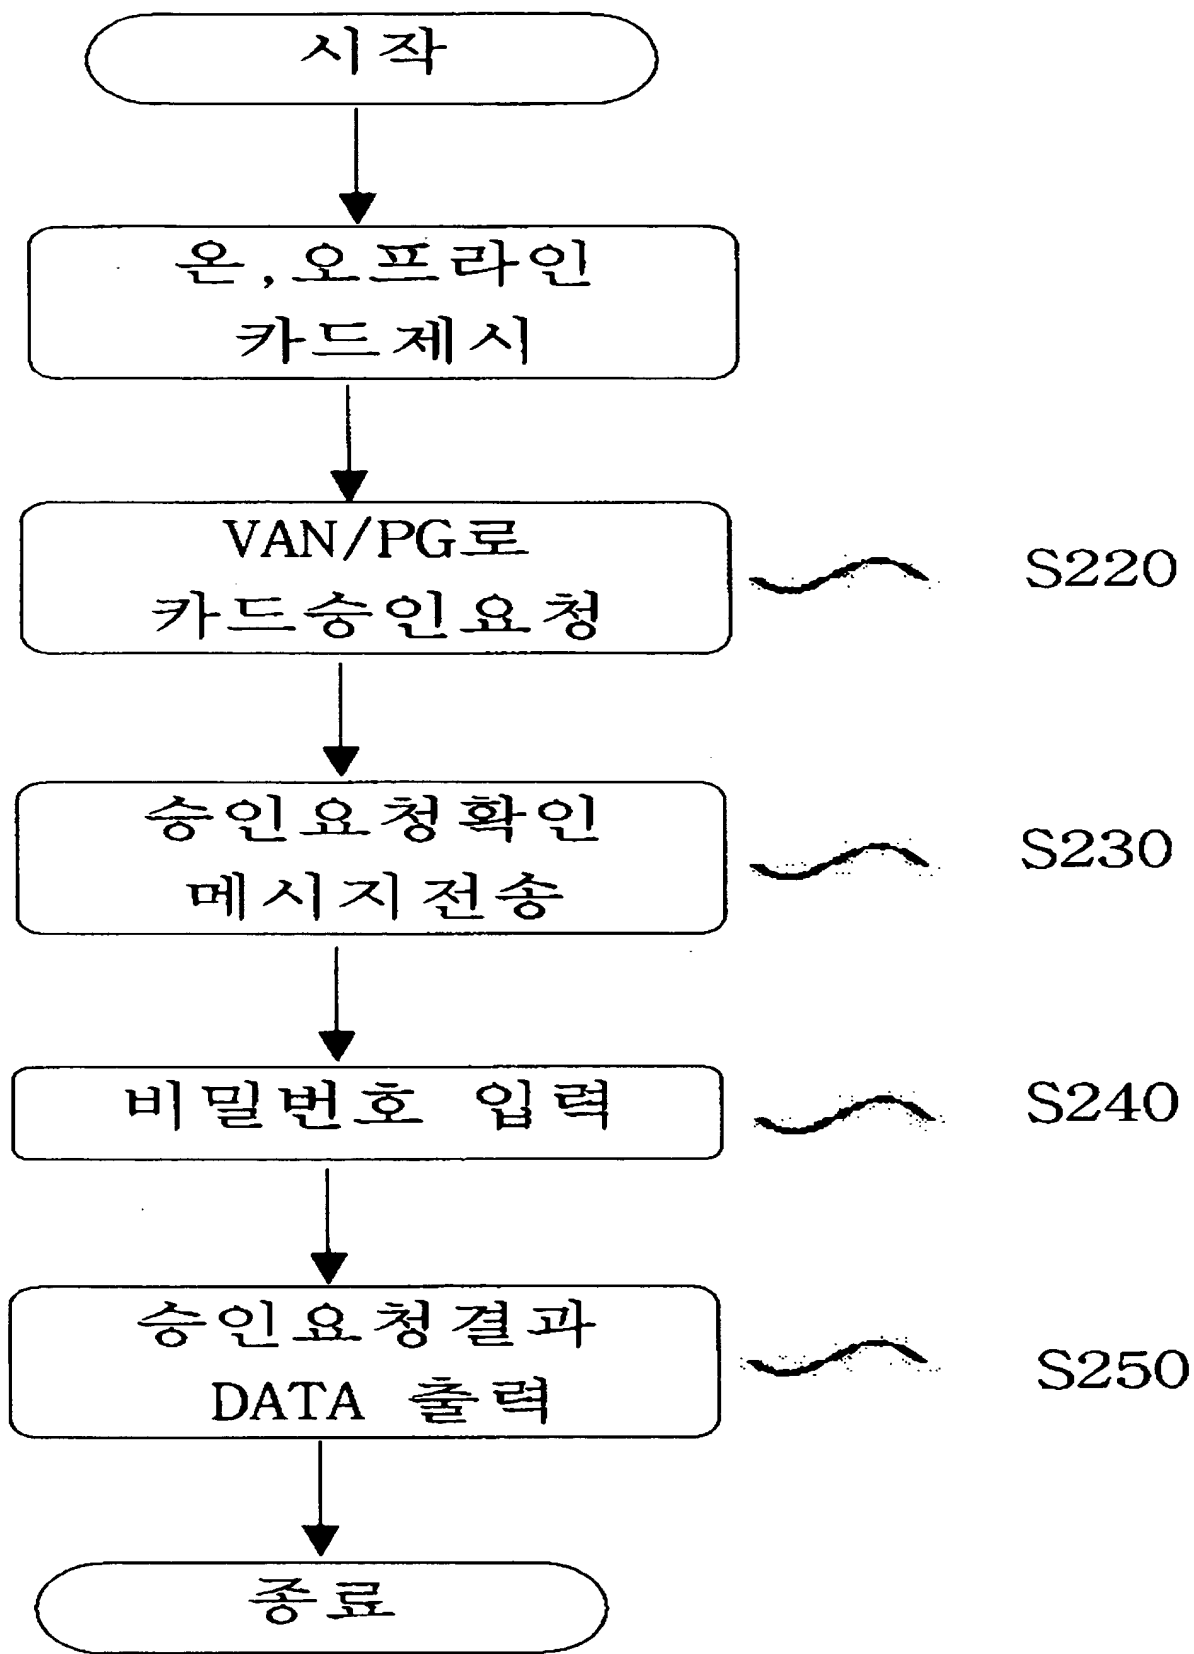 시작
온,오프라인
카드제시
VAN/PG로
카드승인요청
S220
승인요청확인
메시지전송
S230
비밀번호 입력
S240
승인요청결과
DATA 출력
S250
종료